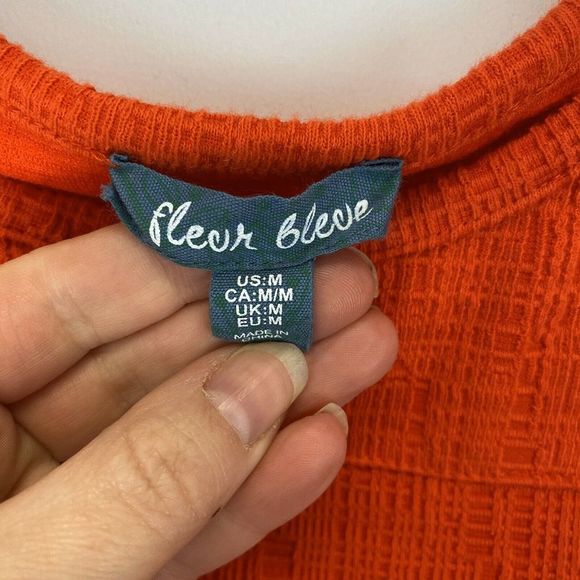 fleur bleue
US:M
CA:M/M
UK:M
EU:M
MADE IN
CHINA